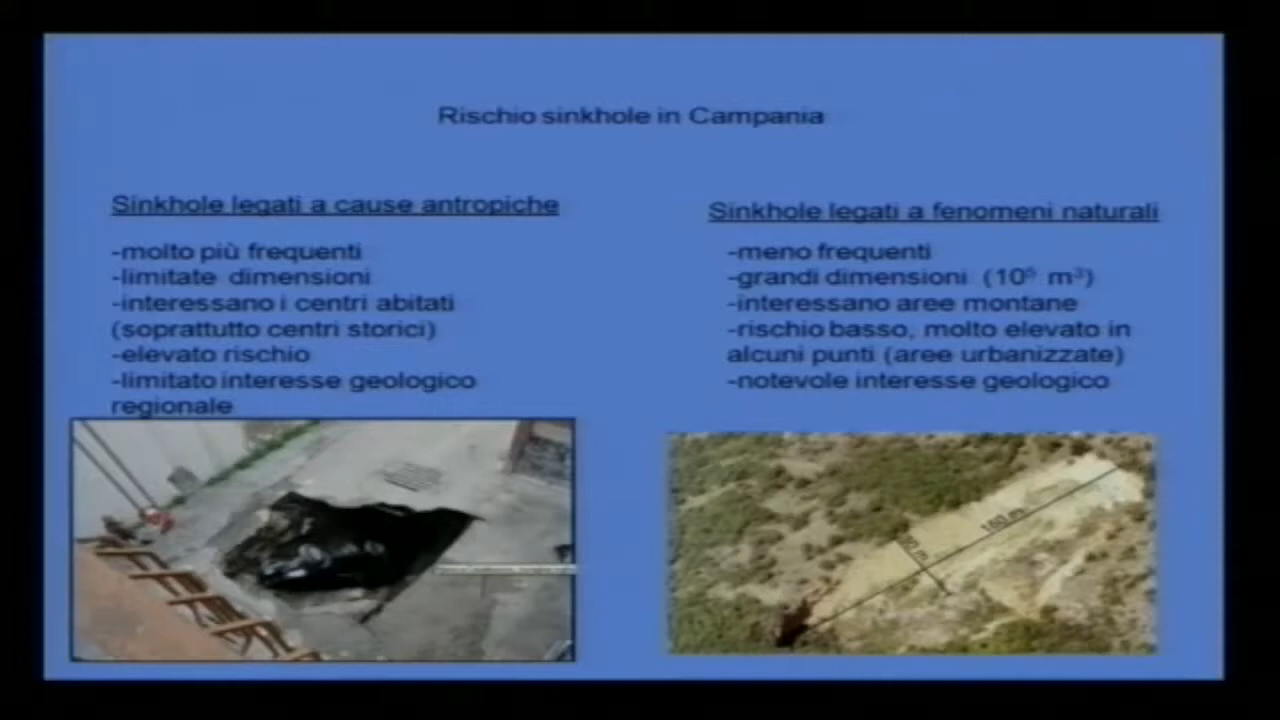 Rischio sinkhole in Campania
Sinkhole legati a cause antropiche
-molto più frequenti
-limitate dimensioni
-interessano i centri abitati
(soprattutto centri storici)
-elevato rischio
-limitato interesse geologico
regionale
Sinkhole legati a fenomeni naturali
-meno frequenti
-grandi dimensioni (10⁵ m³)
-interessano aree montane
-rischio basso, molto elevato in
alcuni punti (aree urbanizzate)
-notevole interesse geologico
m